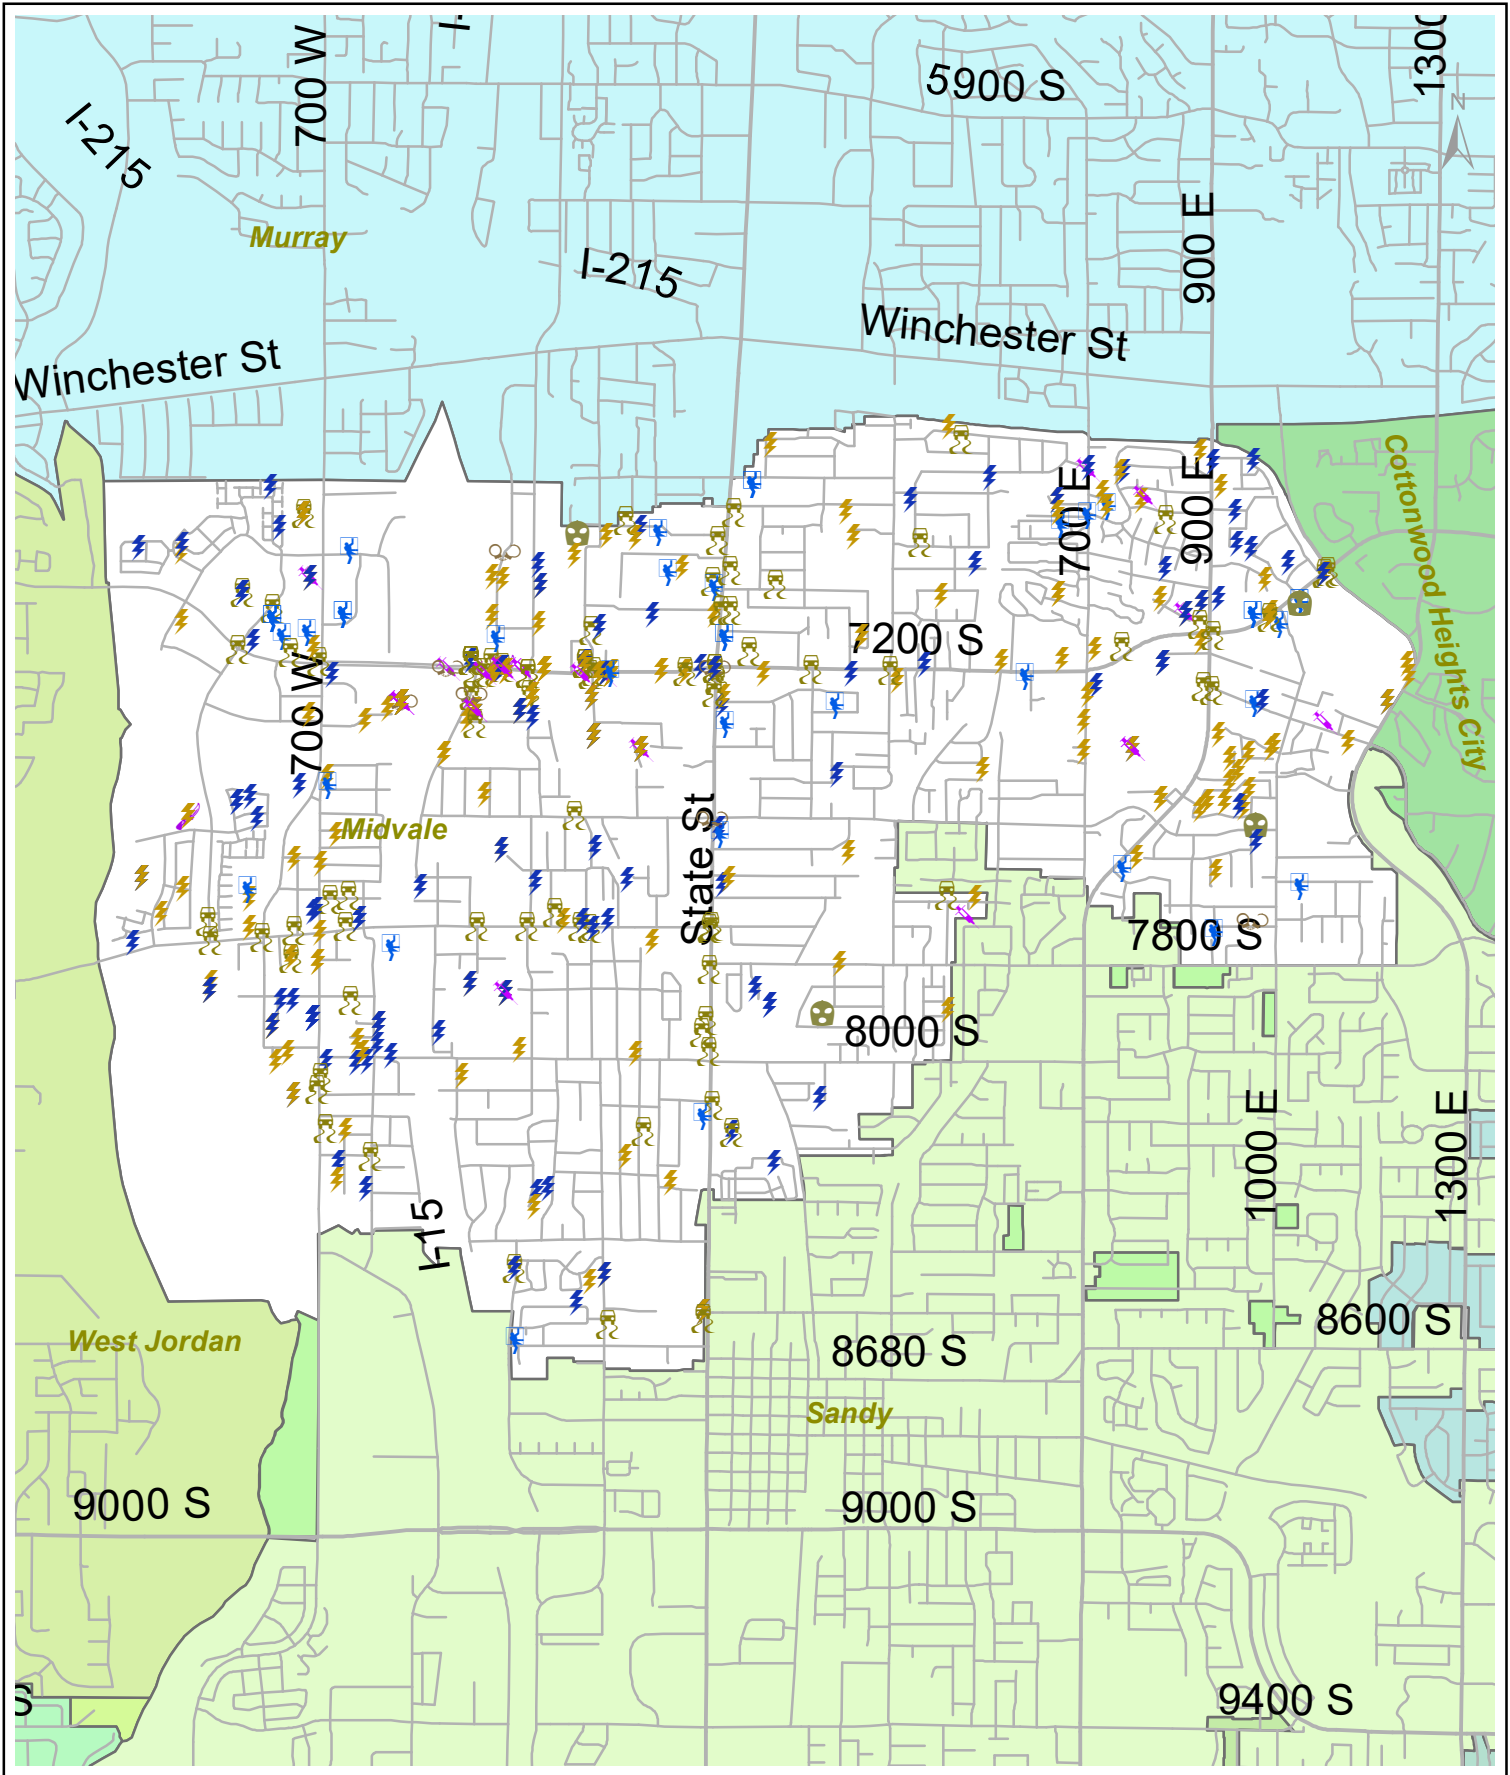 I-
1300
700 W
5900 S
N
I-215
900 E
Murray
I-215
Winchester St
Winchester St
Cottonwood Heights City
700 E
900 E
7200 S
700 W
Midvale
State St
7800 S
8000 S
1000 E
1300 E
I-15
West Jordan
8600 S
8680 S
Sandy
9000 S
9000 S
S
9400 S